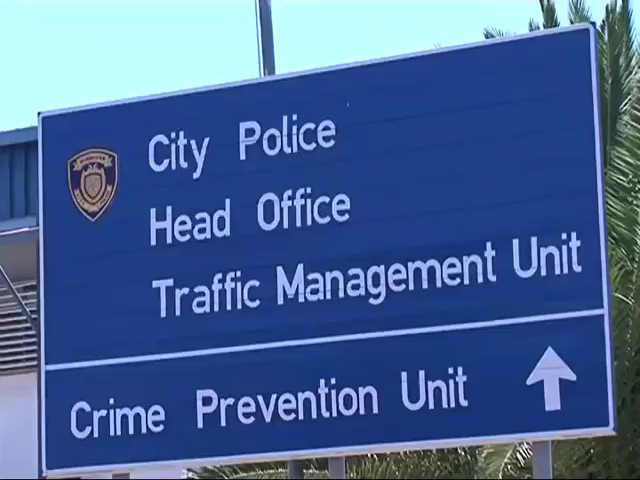 City Police
Head Office
Traffic Management Unit
Crime Prevention Unit